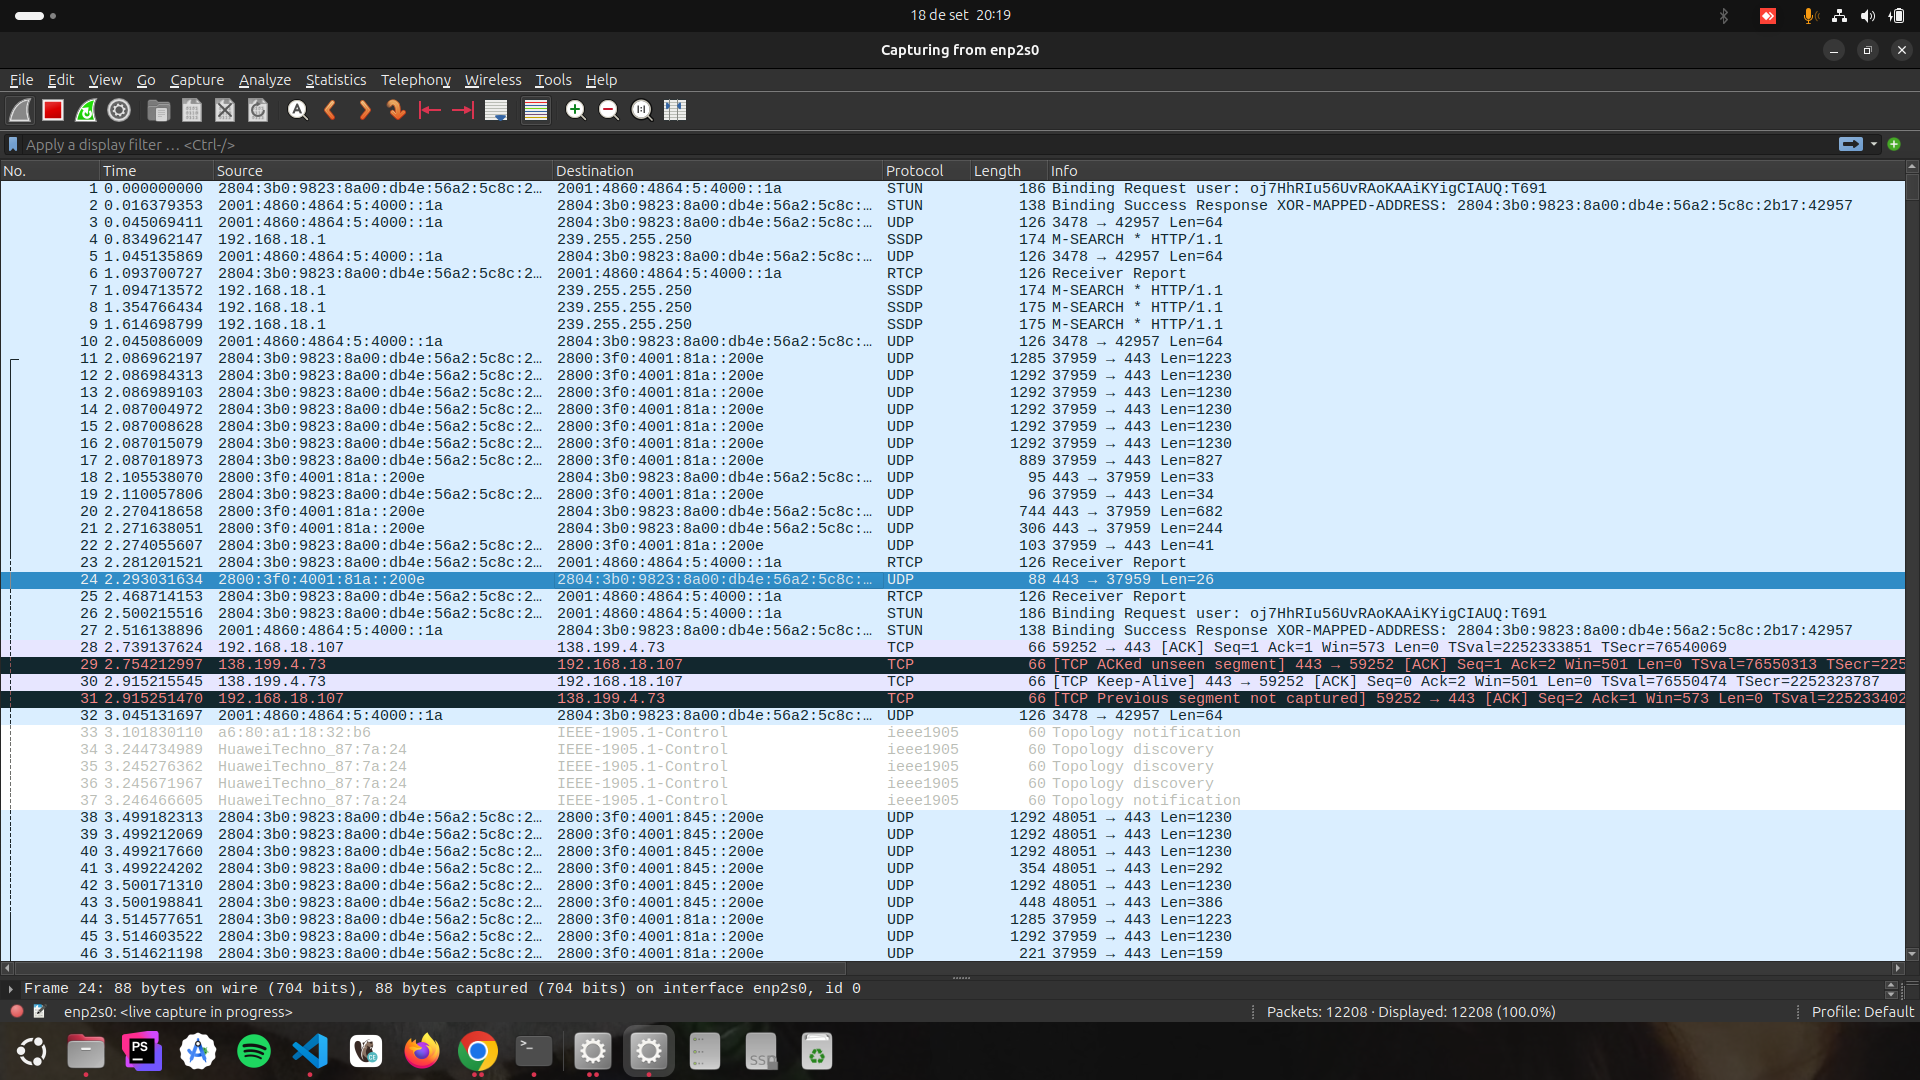 18 de set 20:19
Capturing from enp2s0
File Edit View Go Capture Analyze Statistics Telephony Wireless Tools Help
Apply a display filter … <Ctrl-/>
No. Time Source Destination Protocol Length Info
1 0.000000000 2804:3b0:9823:8a00:db4e:56a2:5c8c:2… 2001:4860:4864:5:4000::1a STUN 186 Binding Request user: oj7HhRIu56UvRAoKAAiKYigCIAUQ:T691
2 0.016379353 2001:4860:4864:5:4000::1a 2804:3b0:9823:8a00:db4e:56a2:5c8c:… STUN 138 Binding Success Response XOR-MAPPED-ADDRESS: 2804:3b0:9823:8a00:db4e:56a2:5c8c:2b17:42957
3 0.045069411 2001:4860:4864:5:4000::1a 2804:3b0:9823:8a00:db4e:56a2:5c8c:… UDP 126 3478 → 42957 Len=64
4 0.834962147 192.168.18.1 239.255.255.250 SSDP 174 M-SEARCH * HTTP/1.1
5 1.045135869 2001:4860:4864:5:4000::1a 2804:3b0:9823:8a00:db4e:56a2:5c8c:… UDP 126 3478 → 42957 Len=64
6 1.093700727 2804:3b0:9823:8a00:db4e:56a2:5c8c:2… 2001:4860:4864:5:4000::1a RTCP 126 Receiver Report
7 1.094713572 192.168.18.1 239.255.255.250 SSDP 174 M-SEARCH * HTTP/1.1
8 1.354766434 192.168.18.1 239.255.255.250 SSDP 175 M-SEARCH * HTTP/1.1
9 1.614698799 192.168.18.1 239.255.255.250 SSDP 175 M-SEARCH * HTTP/1.1
10 2.045086009 2001:4860:4864:5:4000::1a 2804:3b0:9823:8a00:db4e:56a2:5c8c:… UDP 126 3478 → 42957 Len=64
11 2.086962197 2804:3b0:9823:8a00:db4e:56a2:5c8c:2… 2800:3f0:4001:81a::200e UDP 1285 37959 → 443 Len=1223
12 2.086984313 2804:3b0:9823:8a00:db4e:56a2:5c8c:2… 2800:3f0:4001:81a::200e UDP 1292 37959 → 443 Len=1230
13 2.086989103 2804:3b0:9823:8a00:db4e:56a2:5c8c:2… 2800:3f0:4001:81a::200e UDP 1292 37959 → 443 Len=1230
14 2.087004972 2804:3b0:9823:8a00:db4e:56a2:5c8c:2… 2800:3f0:4001:81a::200e UDP 1292 37959 → 443 Len=1230
15 2.087008628 2804:3b0:9823:8a00:db4e:56a2:5c8c:2… 2800:3f0:4001:81a::200e UDP 1292 37959 → 443 Len=1230
16 2.087015079 2804:3b0:9823:8a00:db4e:56a2:5c8c:2… 2800:3f0:4001:81a::200e UDP 1292 37959 → 443 Len=1230
17 2.087018973 2804:3b0:9823:8a00:db4e:56a2:5c8c:2… 2800:3f0:4001:81a::200e UDP 889 37959 → 443 Len=827
18 2.105538070 2800:3f0:4001:81a::200e 2804:3b0:9823:8a00:db4e:56a2:5c8c:… UDP 95 443 → 37959 Len=33
19 2.110057806 2804:3b0:9823:8a00:db4e:56a2:5c8c:2… 2800:3f0:4001:81a::200e UDP 96 37959 → 443 Len=34
20 2.270418658 2800:3f0:4001:81a::200e 2804:3b0:9823:8a00:db4e:56a2:5c8c:… UDP 744 443 → 37959 Len=682
21 2.271638051 2800:3f0:4001:81a::200e 2804:3b0:9823:8a00:db4e:56a2:5c8c:… UDP 306 443 → 37959 Len=244
22 2.274055607 2804:3b0:9823:8a00:db4e:56a2:5c8c:2… 2800:3f0:4001:81a::200e UDP 103 37959 → 443 Len=41
23 2.281201521 2804:3b0:9823:8a00:db4e:56a2:5c8c:2… 2001:4860:4864:5:4000::1a RTCP 126 Receiver Report
24 2.293031634 2800:3f0:4001:81a::200e 2804:3b0:9823:8a00:db4e:56a2:5c8c:… UDP 88 443 → 37959 Len=26
25 2.468714153 2804:3b0:9823:8a00:db4e:56a2:5c8c:2… 2001:4860:4864:5:4000::1a RTCP 126 Receiver Report
26 2.500215516 2804:3b0:9823:8a00:db4e:56a2:5c8c:2… 2001:4860:4864:5:4000::1a STUN 186 Binding Request user: oj7HhRIu56UvRAoKAAiKYigCIAUQ:T691
27 2.516138896 2001:4860:4864:5:4000::1a 2804:3b0:9823:8a00:db4e:56a2:5c8c:… STUN 138 Binding Success Response XOR-MAPPED-ADDRESS: 2804:3b0:9823:8a00:db4e:56a2:5c8c:2b17:42957
28 2.739137624 192.168.18.107 138.199.4.73 TCP 66 59252 → 443 [ACK] Seq=1 Ack=1 Win=573 Len=0 TSval=2252333851 TSecr=76540069
29 2.754212997 138.199.4.73 192.168.18.107 TCP 66 [TCP ACKed unseen segment] 443 → 59252 [ACK] Seq=1 Ack=2 Win=501 Len=0 TSval=76550313 TSecr=225
30 2.915215545 138.199.4.73 192.168.18.107 TCP 66 [TCP Keep-Alive] 443 → 59252 [ACK] Seq=0 Ack=2 Win=501 Len=0 TSval=76550474 TSecr=2252323787
31 2.915251470 192.168.18.107 138.199.4.73 TCP 66 [TCP Previous segment not captured] 59252 → 443 [ACK] Seq=2 Ack=1 Win=573 Len=0 TSval=225233402
32 3.045131697 2001:4860:4864:5:4000::1a 2804:3b0:9823:8a00:db4e:56a2:5c8c:… UDP 126 3478 → 42957 Len=64
33 3.101830110 a6:80:a1:18:32:b6 IEEE-1905.1-Control ieee1905 60 Topology notification
34 3.244734989 HuaweiTechno_87:7a:24 IEEE-1905.1-Control ieee1905 60 Topology discovery
35 3.245276362 HuaweiTechno_87:7a:24 IEEE-1905.1-Control ieee1905 60 Topology discovery
36 3.245671967 HuaweiTechno_87:7a:24 IEEE-1905.1-Control ieee1905 60 Topology discovery
37 3.246466605 HuaweiTechno_87:7a:24 IEEE-1905.1-Control ieee1905 60 Topology notification
38 3.499182313 2804:3b0:9823:8a00:db4e:56a2:5c8c:2… 2800:3f0:4001:845::200e UDP 1292 48051 → 443 Len=1230
39 3.499212069 2804:3b0:9823:8a00:db4e:56a2:5c8c:2… 2800:3f0:4001:845::200e UDP 1292 48051 → 443 Len=1230
40 3.499217660 2804:3b0:9823:8a00:db4e:56a2:5c8c:2… 2800:3f0:4001:845::200e UDP 1292 48051 → 443 Len=1230
41 3.499224202 2804:3b0:9823:8a00:db4e:56a2:5c8c:2… 2800:3f0:4001:845::200e UDP 354 48051 → 443 Len=292
42 3.500171310 2804:3b0:9823:8a00:db4e:56a2:5c8c:2… 2800:3f0:4001:845::200e UDP 1292 48051 → 443 Len=1230
43 3.500198841 2804:3b0:9823:8a00:db4e:56a2:5c8c:2… 2800:3f0:4001:845::200e UDP 448 48051 → 443 Len=386
44 3.514577651 2804:3b0:9823:8a00:db4e:56a2:5c8c:2… 2800:3f0:4001:81a::200e UDP 1285 37959 → 443 Len=1223
45 3.514603522 2804:3b0:9823:8a00:db4e:56a2:5c8c:2… 2800:3f0:4001:81a::200e UDP 1292 37959 → 443 Len=1230
46 3.514621198 2804:3b0:9823:8a00:db4e:56a2:5c8c:2… 2800:3f0:4001:81a::200e UDP 221 37959 → 443 Len=159
Frame 24: 88 bytes on wire (704 bits), 88 bytes captured (704 bits) on interface enp2s0, id 0
enp2s0: <live capture in progress> Packets: 12208 · Displayed: 12208 (100.0%) Profile: Default
PS
SSD